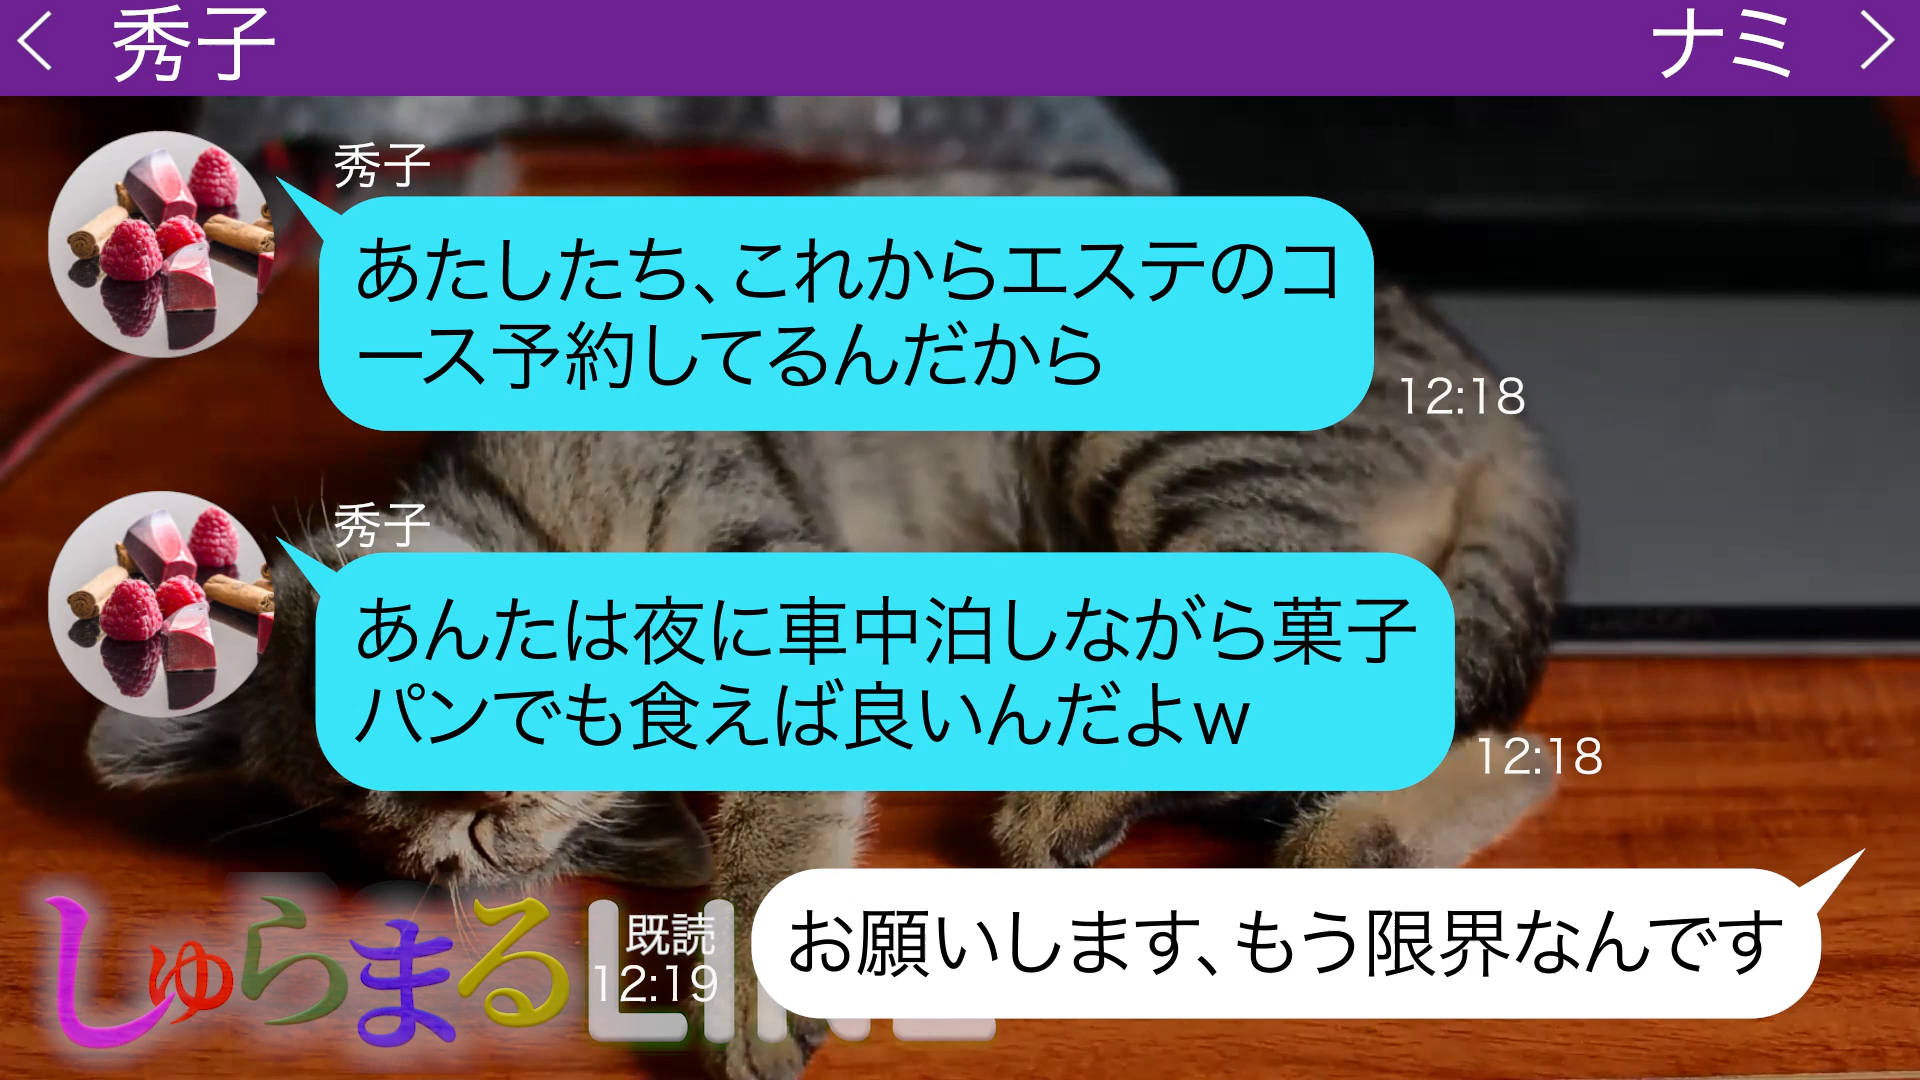 秀子
ナミ
秀子
あたしたち、これからエステのコ
ース予約してるんだから
12:18
秀子
あんたは夜に車中泊しながら菓子
パンでも食えば良いんだよw
12:18
お願いします、もう限界なんです
既読
12:19
しゅらまるLINE